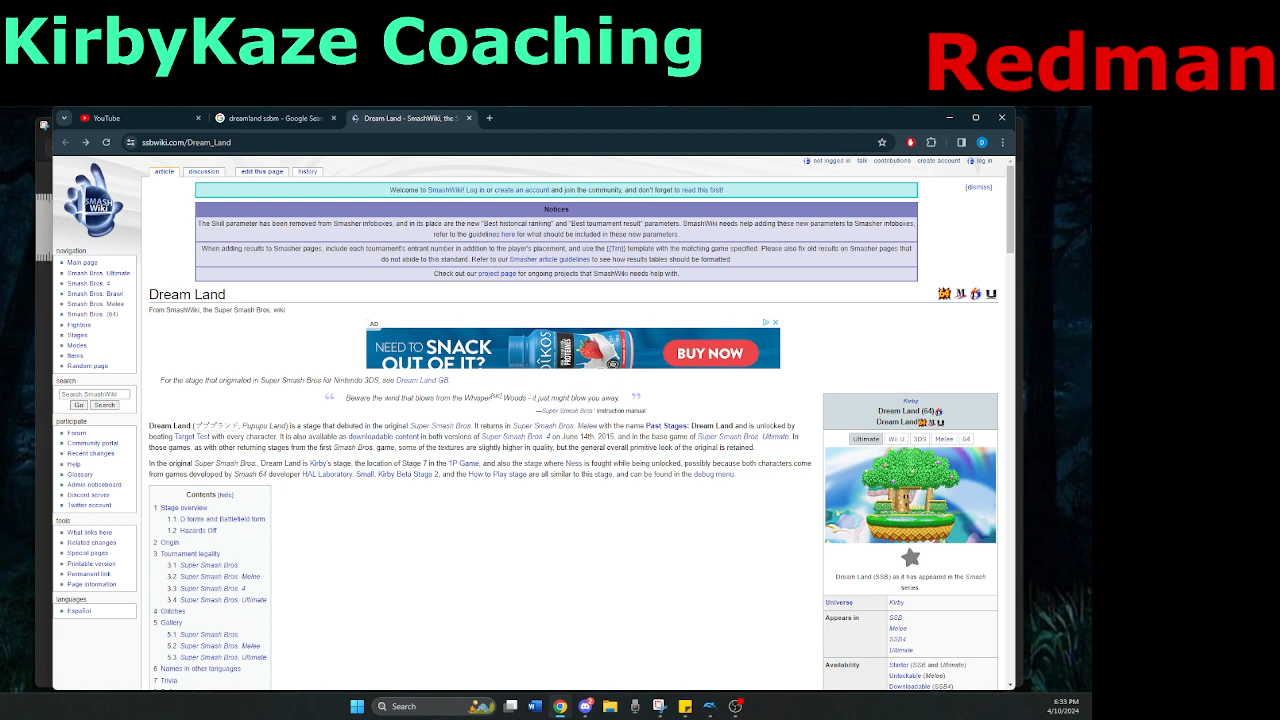 KirbyKaze Coaching
Redman
YouTube
dreamland ssbm - Google Sea
Dream Land - SmashWiki, the S
ssbwiki.com/Dream_Land
not logged in talk contributions create account log in
article discussion edit this page history
Welcome to SmashWiki! Log in or create an account and join the community, and don't forget to read this first!
[dismiss]
Notices
The Skill parameter has been removed from Smasher infoboxes, and in its place are the new "Best historical ranking" and "Best tournament result" parameters. SmashWiki needs help adding these new parameters to Smasher infoboxes,
refer to the guidelines here for what should be included in these new parameters.
When adding results to Smasher pages, include each tournament's entrant number in addition to the player's placement, and use the {{Trn}} template with the matching game specified. Please also fix old results on Smasher pages that
do not abide to this standard. Refer to our Smasher article guidelines to see how results tables should be formatted.
Check out our project page for ongoing projects that SmashWiki needs help with.
SMASH
Wiki
navigation
Main page
Smash Bros. Ultimate
Smash Bros. 4
Smash Bros. Brawl
Smash Bros. Melee
Smash Bros. (64)
Fighters
Stages
Modes
Items
Random page
search
Search SmashWiki
Go Search
participate
Forum
Community portal
Recent changes
Help
Glossary
Admin noticeboard
Discord server
Twitter account
tools
What links here
Related changes
Special pages
Printable version
Permanent link
Page information
languages
Español
Dream Land
From SmashWiki, the Super Smash Bros. wiki
AD
NEED TO SNACK
OUT OF IT?
OIKOS
BUY NOW
For the stage that originated in Super Smash Bros for Nintendo 3DS, see Dream Land GB.
Beware the wind that blows from the Whisper[sic] Woods - it just might blow you away.
—Super Smash Bros' instruction manual
Dream Land (プププランド, Pupupu Land) is a stage that debuted in the original Super Smash Bros. It returns in Super Smash Bros. Melee with the name Past Stages: Dream Land and is unlocked by
beating Target Test with every character. It is also available as downloadable content in both versions of Super Smash Bros. 4 on June 14th, 2015, and in the base game of Super Smash Bros. Ultimate. In
those games, as with other returning stages from the first Smash Bros. game, some of the textures are slightly higher in quality, but the general overall primitive look of the original is retained.
In the original Super Smash Bros., Dream Land is Kirby's stage, the location of Stage 7 in the 1P Game, and also the stage where Ness is fought while being unlocked, possibly because both characters come
from games developed by Smash 64 developer HAL Laboratory. Small, Kirby Beta Stage 2, and the How to Play stage are all similar to this stage, and can be found in the debug menu.
Contents [hide]
1 Stage overview
1.1 Ω forms and Battlefield form
1.2 Hazards Off
2 Origin
3 Tournament legality
3.1 Super Smash Bros.
3.2 Super Smash Bros. Melee
3.3 Super Smash Bros. 4
3.4 Super Smash Bros. Ultimate
4 Glitches
5 Gallery
5.1 Super Smash Bros.
5.2 Super Smash Bros. Melee
5.3 Super Smash Bros. Ultimate
6 Names in other languages
7 Trivia
Kirby
Dream Land (64)
Dream Land
Ultimate Wii U 3DS Melee 64
Dream Land (SSB) as it has appeared in the Smash
series.
Universe Kirby
Appears in SSB
Melee
SSB4
Ultimate
Availability Starter (SSB and Ultimate)
Unlockable (Melee)
Downloadable (SSB4)
Search
6:33 PM
4/10/2024